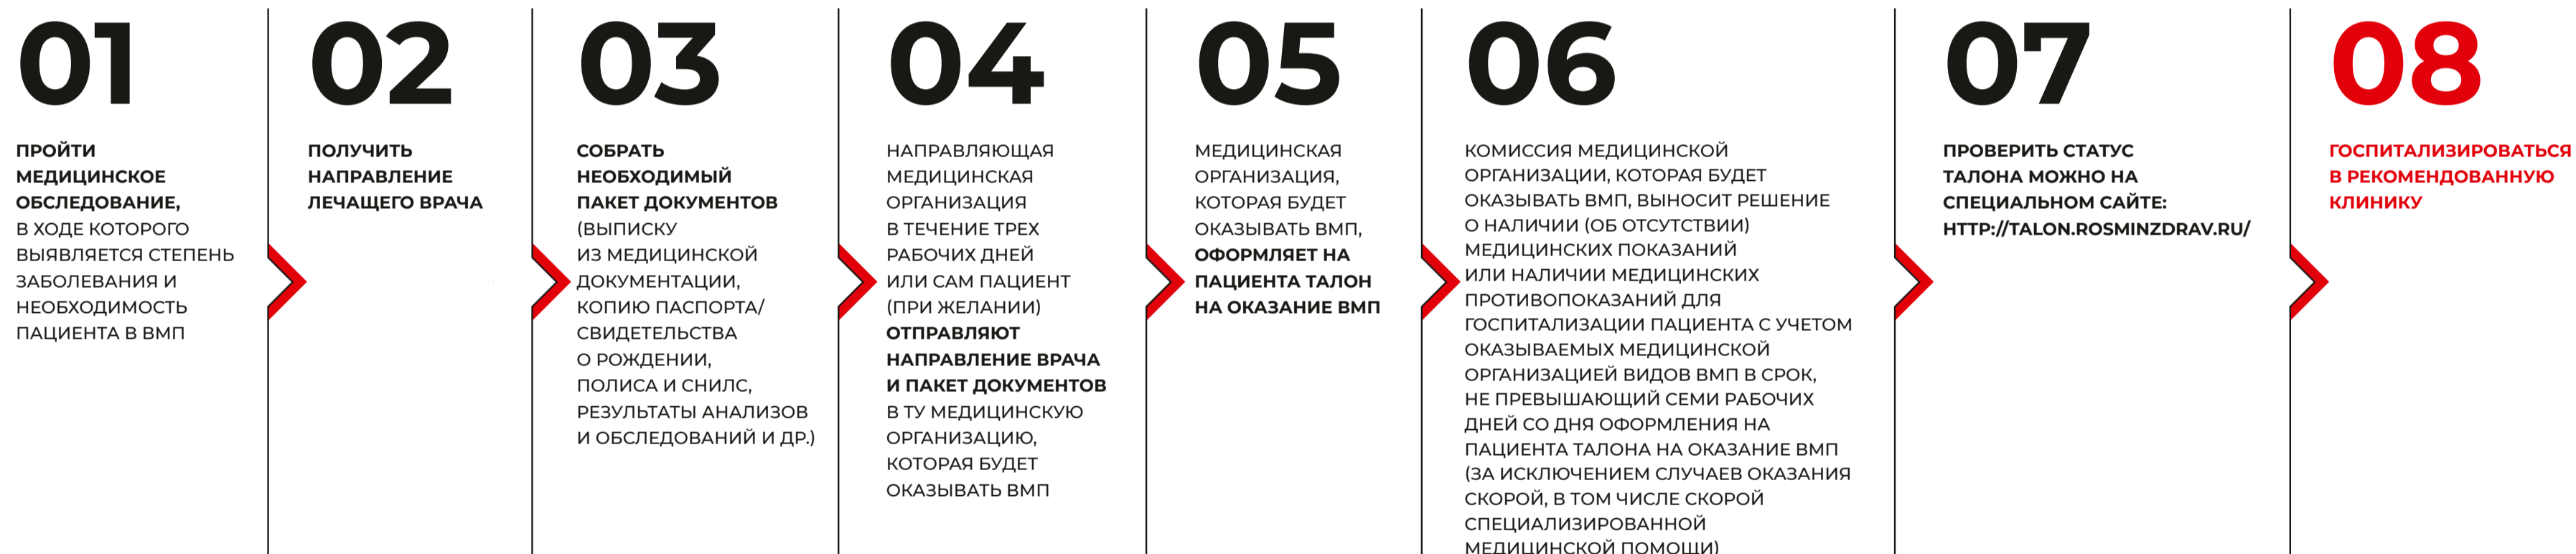 01
ПРОЙТИ
МЕДИЦИНСКОЕ
ОБСЛЕДОВАНИЕ,
В ХОДЕ КОТОРОГО
ВЫЯВЛЯЕТСЯ СТЕПЕНЬ
ЗАБОЛЕВАНИЯ И
НЕОБХОДИМОСТЬ
ПАЦИЕНТА В ВМП
02
ПОЛУЧИТЬ
НАПРАВЛЕНИЕ
ЛЕЧАЩЕГО ВРАЧА
03
СОБРАТЬ
НЕОБХОДИМЫЙ
ПАКЕТ ДОКУМЕНТОВ
(ВЫПИСКУ
ИЗ МЕДИЦИНСКОЙ
ДОКУМЕНТАЦИИ,
КОПИЮ ПАСПОРТА/
СВИДЕТЕЛЬСТВА
О РОЖДЕНИИ,
ПОЛИСА И СНИЛС,
РЕЗУЛЬТАТЫ АНАЛИЗОВ
И ОБСЛЕДОВАНИЙ И ДР.)
04
НАПРАВЛЯЮЩАЯ
МЕДИЦИНСКАЯ
ОРГАНИЗАЦИЯ
В ТЕЧЕНИЕ ТРЕХ
РАБОЧИХ ДНЕЙ
ИЛИ САМ ПАЦИЕНТ
(ПРИ ЖЕЛАНИИ)
ОТПРАВЛЯЮТ
НАПРАВЛЕНИЕ ВРАЧА
И ПАКЕТ ДОКУМЕНТОВ
В ТУ МЕДИЦИНСКУЮ
ОРГАНИЗАЦИЮ,
КОТОРАЯ БУДЕТ
ОКАЗЫВАТЬ ВМП
05
МЕДИЦИНСКАЯ
ОРГАНИЗАЦИЯ,
КОТОРАЯ БУДЕТ
ОКАЗЫВАТЬ ВМП,
ОФОРМЛЯЕТ НА
ПАЦИЕНТА ТАЛОН
НА ОКАЗАНИЕ ВМП
06
КОМИССИЯ МЕДИЦИНСКОЙ
ОРГАНИЗАЦИИ, КОТОРАЯ БУДЕТ
ОКАЗЫВАТЬ ВМП, ВЫНОСИТ РЕШЕНИЕ
О НАЛИЧИИ (ОБ ОТСУТСТВИИ)
МЕДИЦИНСКИХ ПОКАЗАНИЙ
ИЛИ НАЛИЧИИ МЕДИЦИНСКИХ
ПРОТИВОПОКАЗАНИЙ ДЛЯ
ГОСПИТАЛИЗАЦИИ ПАЦИЕНТА С УЧЕТОМ
ОКАЗЫВАЕМЫХ МЕДИЦИНСКОЙ
ОРГАНИЗАЦИЕЙ ВИДОВ ВМП В СРОК,
НЕ ПРЕВЫШАЮЩИЙ СЕМИ РАБОЧИХ
ДНЕЙ СО ДНЯ ОФОРМЛЕНИЯ НА
ПАЦИЕНТА ТАЛОНА НА ОКАЗАНИЕ ВМП
(ЗА ИСКЛЮЧЕНИЕМ СЛУЧАЕВ ОКАЗАНИЯ
СКОРОЙ, В ТОМ ЧИСЛЕ СКОРОЙ
СПЕЦИАЛИЗИРОВАННОЙ
МЕДИЦИНСКОЙ ПОМОЩИ)
07
ПРОВЕРИТЬ СТАТУС
ТАЛОНА МОЖНО НА
СПЕЦИАЛЬНОМ САЙТЕ:
HTTP://TALON.ROSMINZDRAV.RU/
08
ГОСПИТАЛИЗИРОВАТЬСЯ
В РЕКОМЕНДОВАННУЮ
КЛИНИКУ